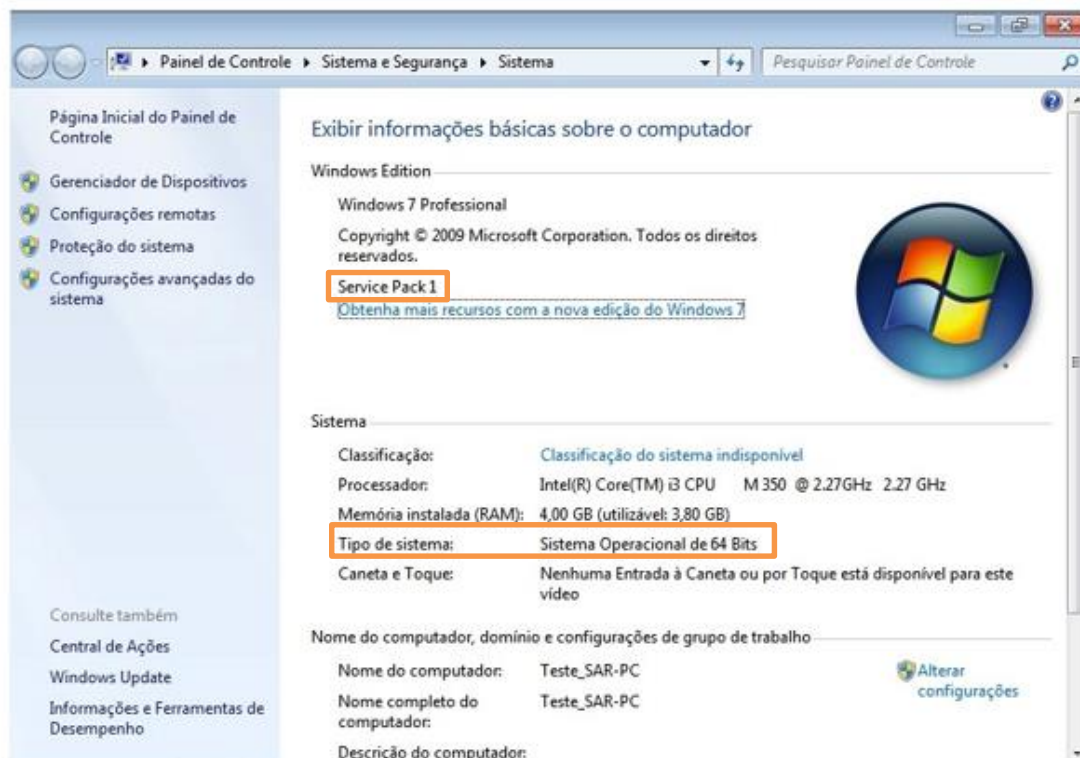 Painel de Controle Sistema e Segurança Sistema
Pesquisar Painel de Controle
Página Inicial do Painel de
Controle
Gerenciador de Dispositivos
Configurações remotas
Proteção do sistema
Configurações avançadas do
sistema
Consulte também
Central de Ações
Windows Update
Informações e Ferramentas de
Desempenho
Exibir informações básicas sobre o computador
Windows Edition
Windows 7 Professional
Copyright © 2009 Microsoft Corporation. Todos os direitos
reservados.
Service Pack 1
Obtenha mais recursos com a nova edição do Windows 7
Sistema
Classificação: Classificação do sistema indisponível
Processador: Intel(R) Core(TM) i3 CPU M 350 @ 2.27GHz 2.27 GHz
Memória instalada (RAM): 4,00 GB (utilizável: 3,80 GB)
Tipo de sistema: Sistema Operacional de 64 Bits
Caneta e Toque: Nenhuma Entrada à Caneta ou por Toque está disponível para este
vídeo
Nome do computador, domínio e configurações de grupo de trabalho
Nome do computador: Teste_SAR-PC
Alterar
configurações
Nome completo do
computador: Teste_SAR-PC
Descrição do computador: